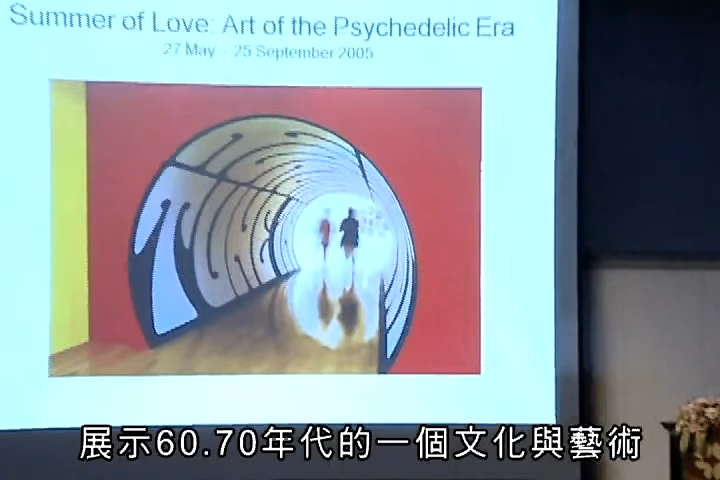 Summer of Love: Art of the Psychedelic Era
27 May - 25 September 2005
展示60.70年代的一個文化與藝術